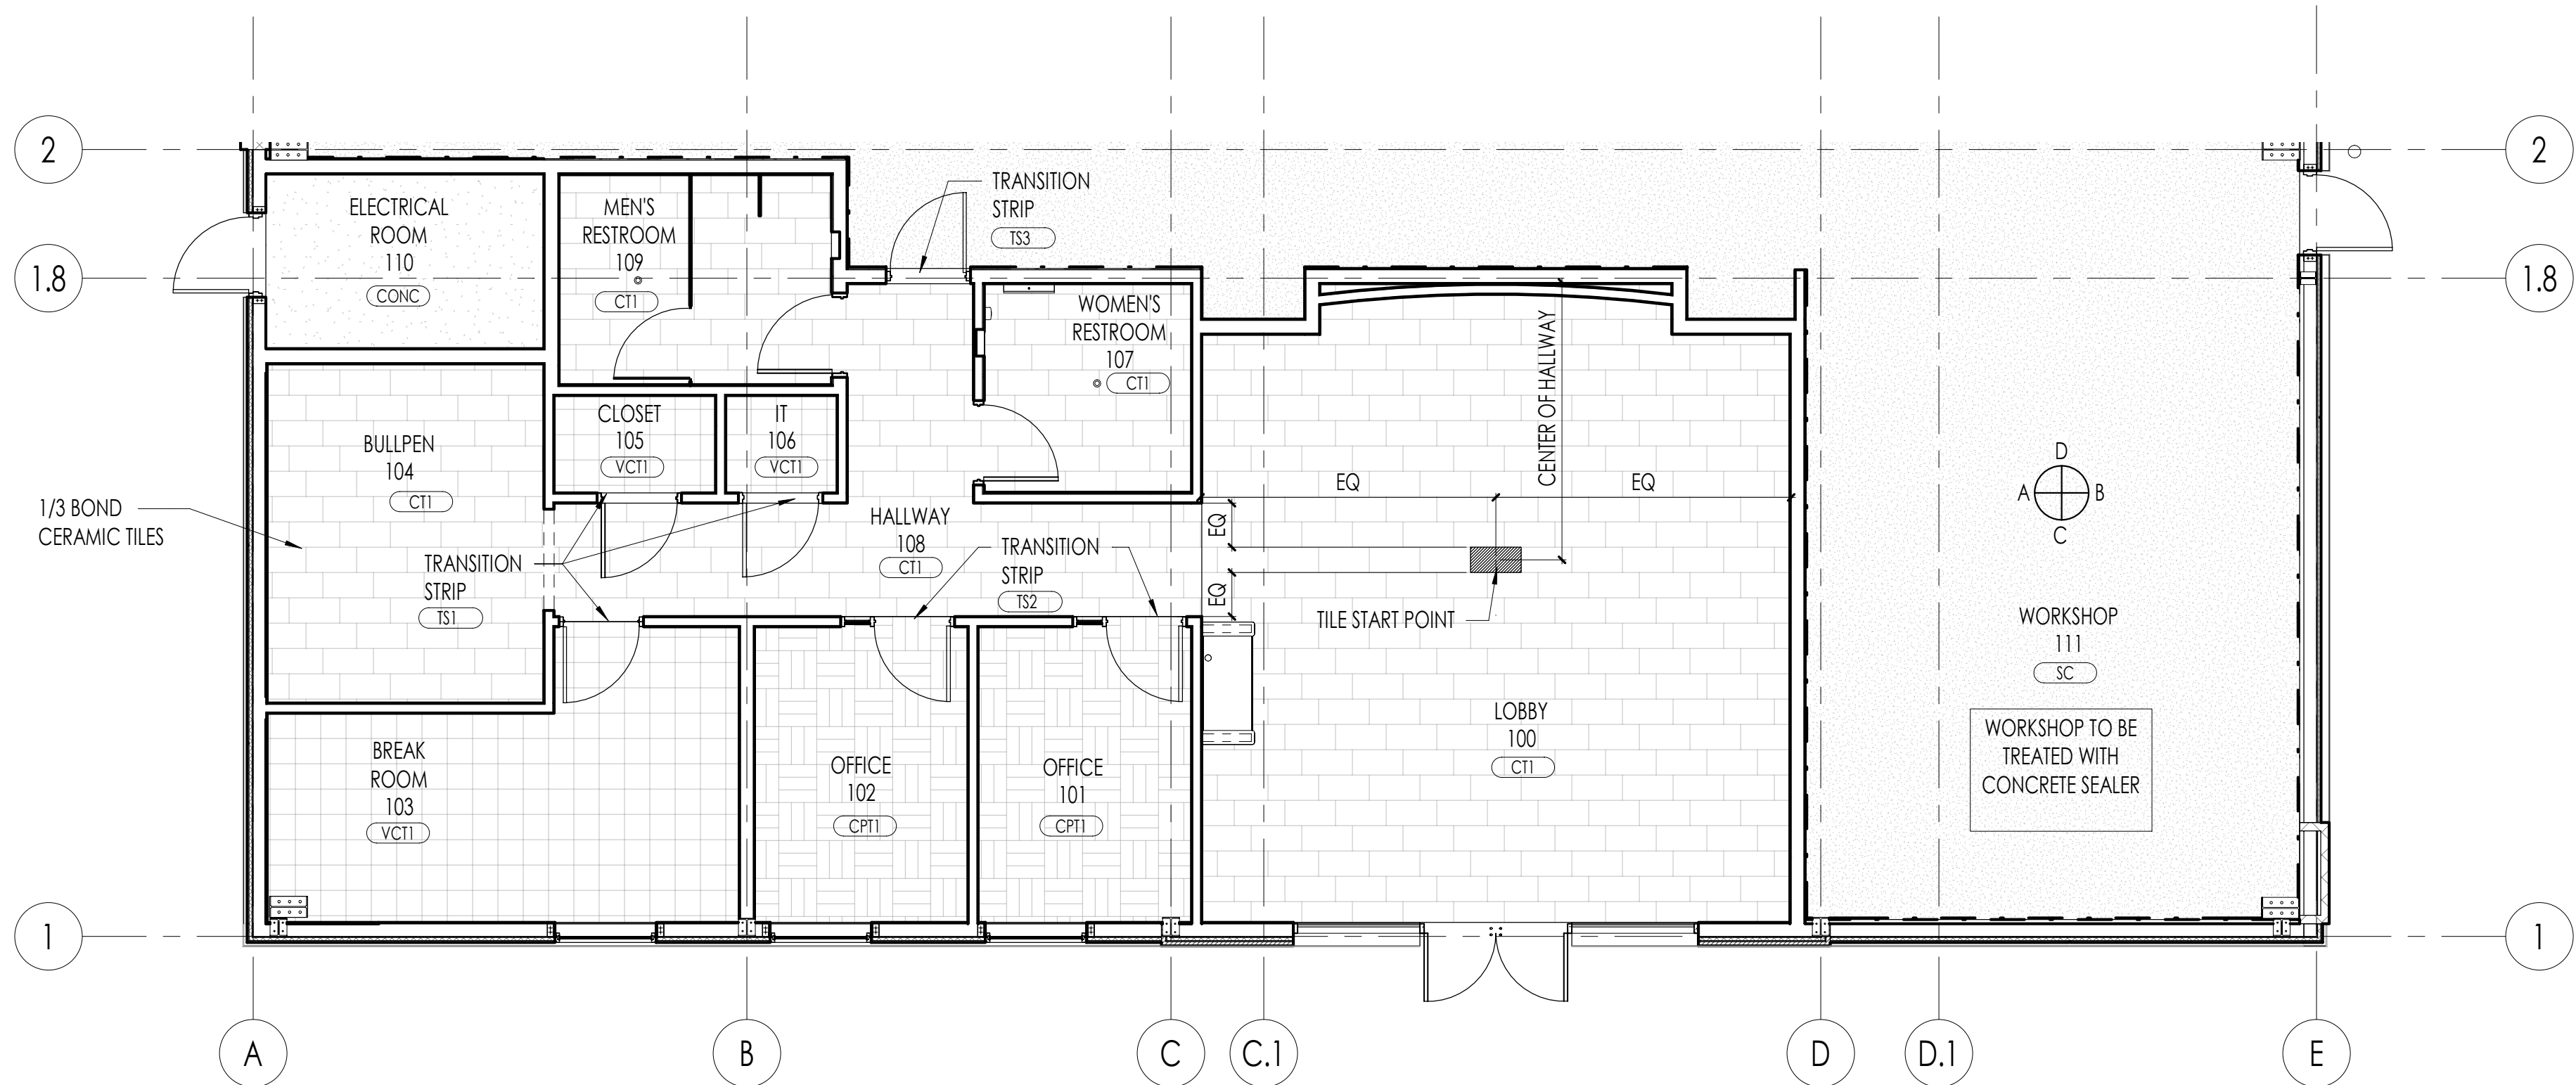 2
2
1.8
1.8
1
1
ELECTRICAL
ROOM
110
CONC
MEN'S
RESTROOM
109
CT1
TRANSITION
STRIP
TS3
WOMEN'S
RESTROOM
107
CT1
CENTER OF HALLWAY
CLOSET
105
VCT1
IT
106
VCT1
BULLPEN
104
CT1
1/3 BOND
CERAMIC TILES
TRANSITION
STRIP
TS1
HALLWAY
108
CT1
TRANSITION
STRIP
TS2
EQ
EQ
EQ
EQ
TILE START POINT
D
A
B
C
WORKSHOP
111
SC
WORKSHOP TO BE
TREATED WITH
CONCRETE SEALER
LOBBY
100
CT1
BREAK
ROOM
103
VCT1
OFFICE
102
CPT1
OFFICE
101
CPT1
A
B
C
C.1
D
D.1
E